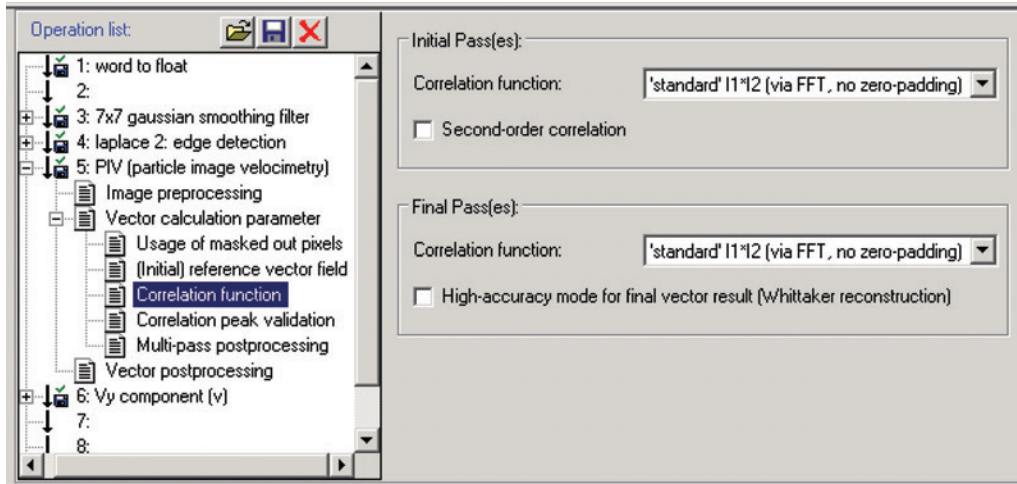 Operation list:
1: word to float
2:
3: 7x7 gaussian smoothing filter
4: laplace 2: edge detection
5: PIV (particle image velocimetry)
Image preprocessing
Vector calculation parameter
Usage of masked out pixels
(Initial) reference vector field
Correlation function
Correlation peak validation
Multi-pass postprocessing
Vector postprocessing
6: Vy component (v)
7:
8:
Initial Pass(es):
Correlation function:
'standard' I1*I2 (via FFT, no zero-padding)
Second-order correlation
Final Pass(es):
Correlation function:
'standard' I1*I2 (via FFT, no zero-padding)
High-accuracy mode for final vector result (Whittaker reconstruction)